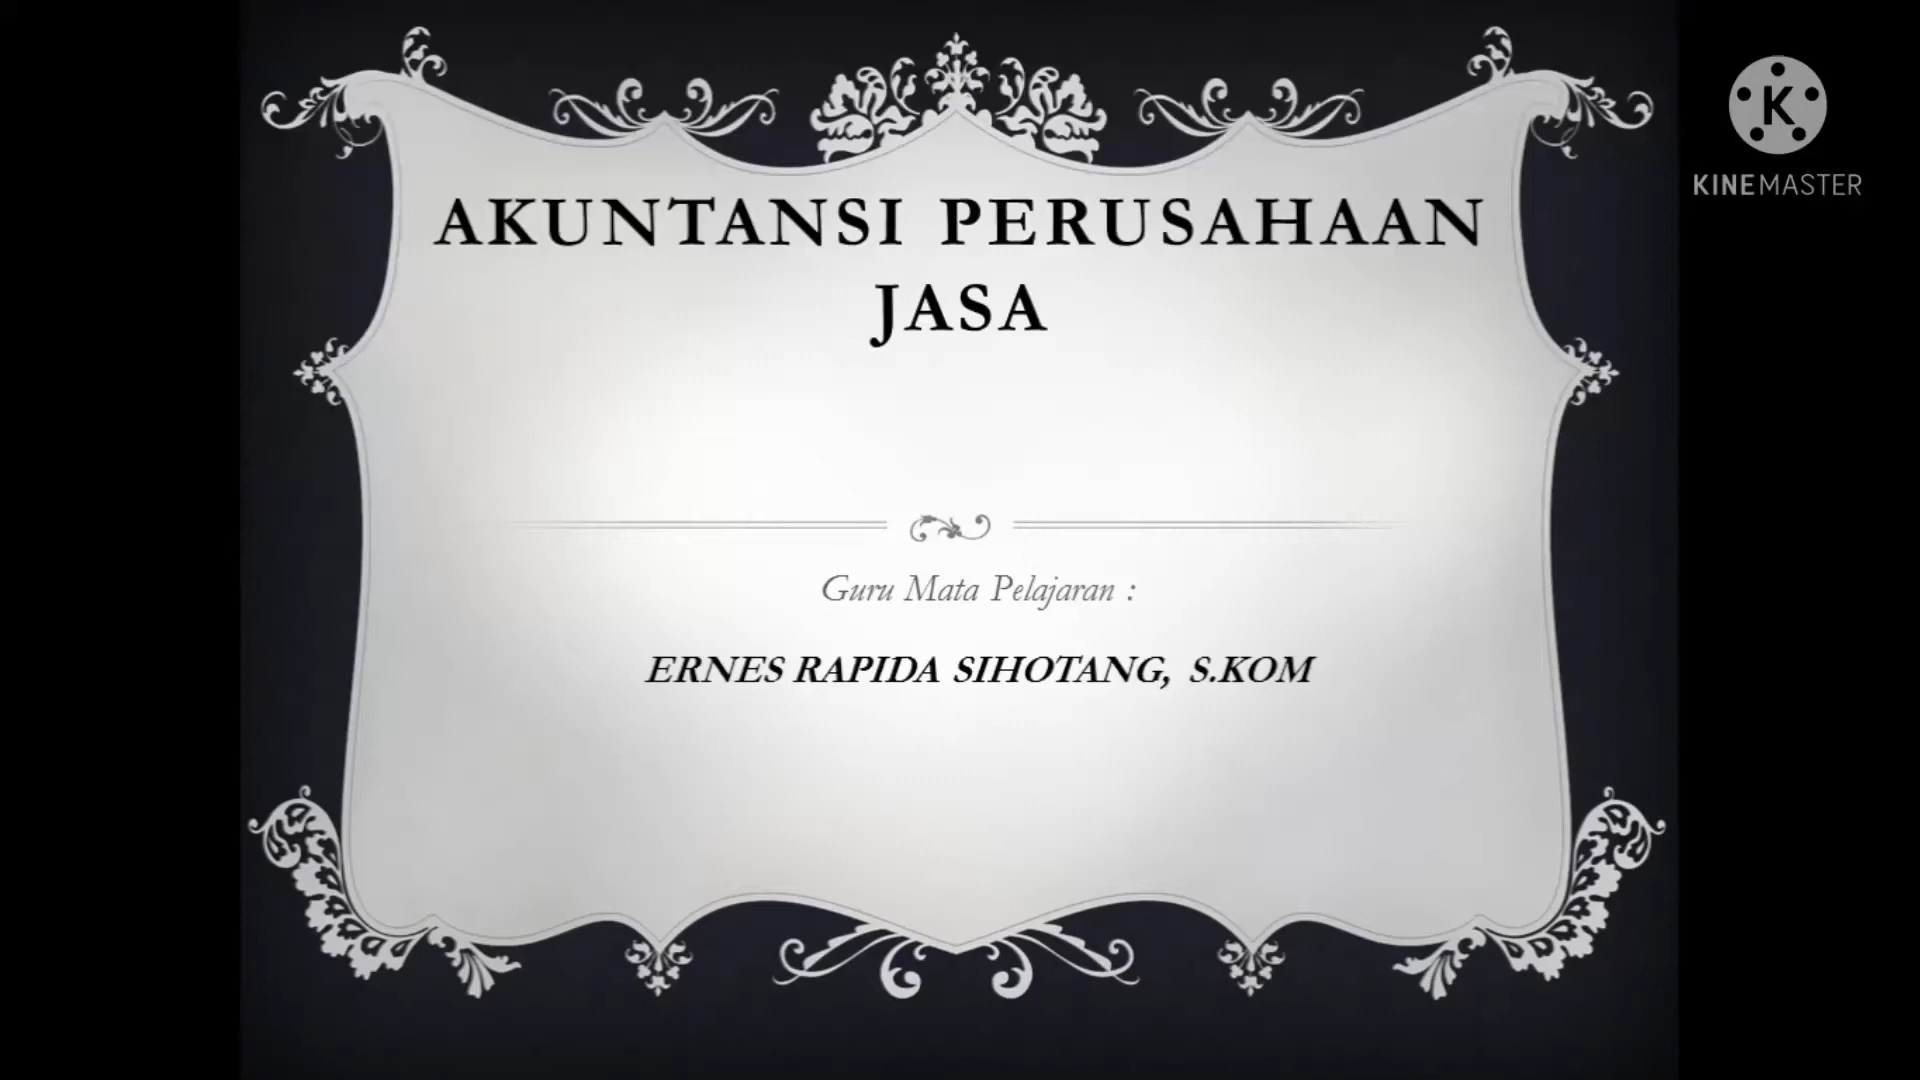 AKUNTANSI PERUSAHAAN
JASA
Guru Mata Pelajaran :
ERNES RAPIDA SIHOTANG, S.KOM
K
KINEMASTER